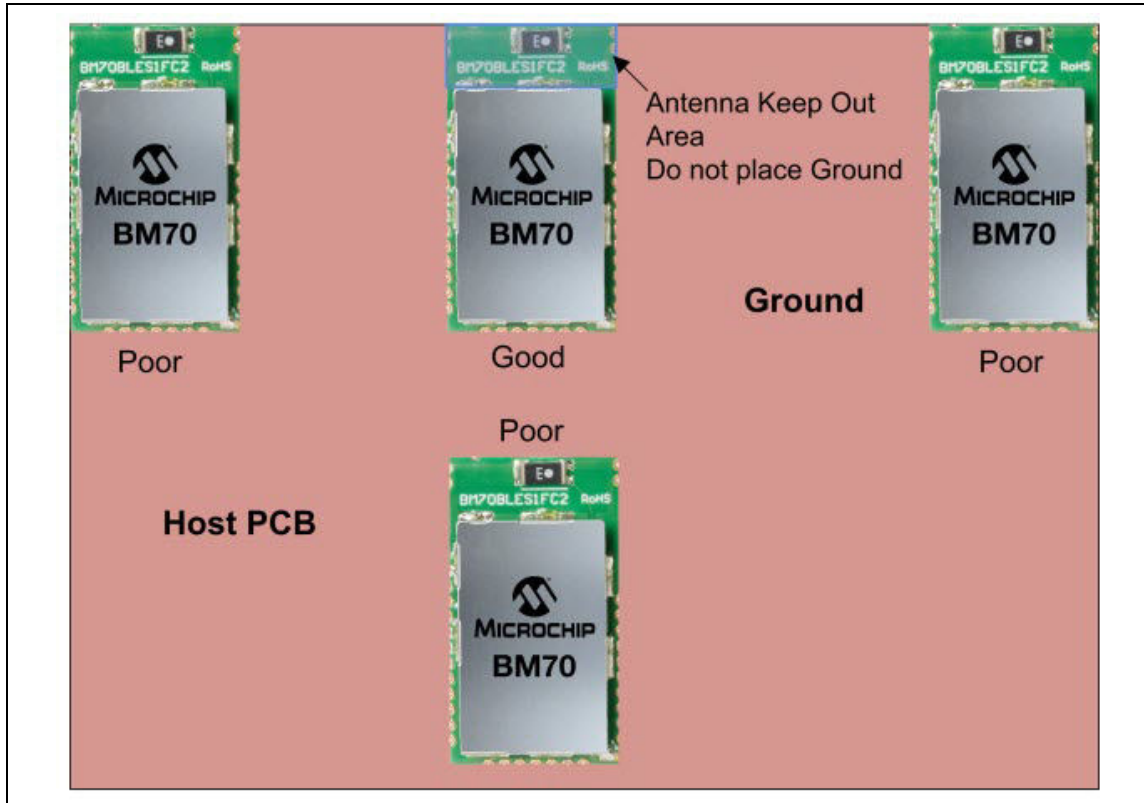 E
BM70BLES1FC2 RoHS
MICROCHIP
BM70
Poor
E
BM70BLES1FC2 RoHS
MICROCHIP
BM70
Good
Antenna Keep Out
Area
Do not place Ground
E
BM70BLES1FC2 RoHS
MICROCHIP
BM70
Poor
Ground
Host PCB
Poor
E
BM70BLES1FC2 RoHS
MICROCHIP
BM70